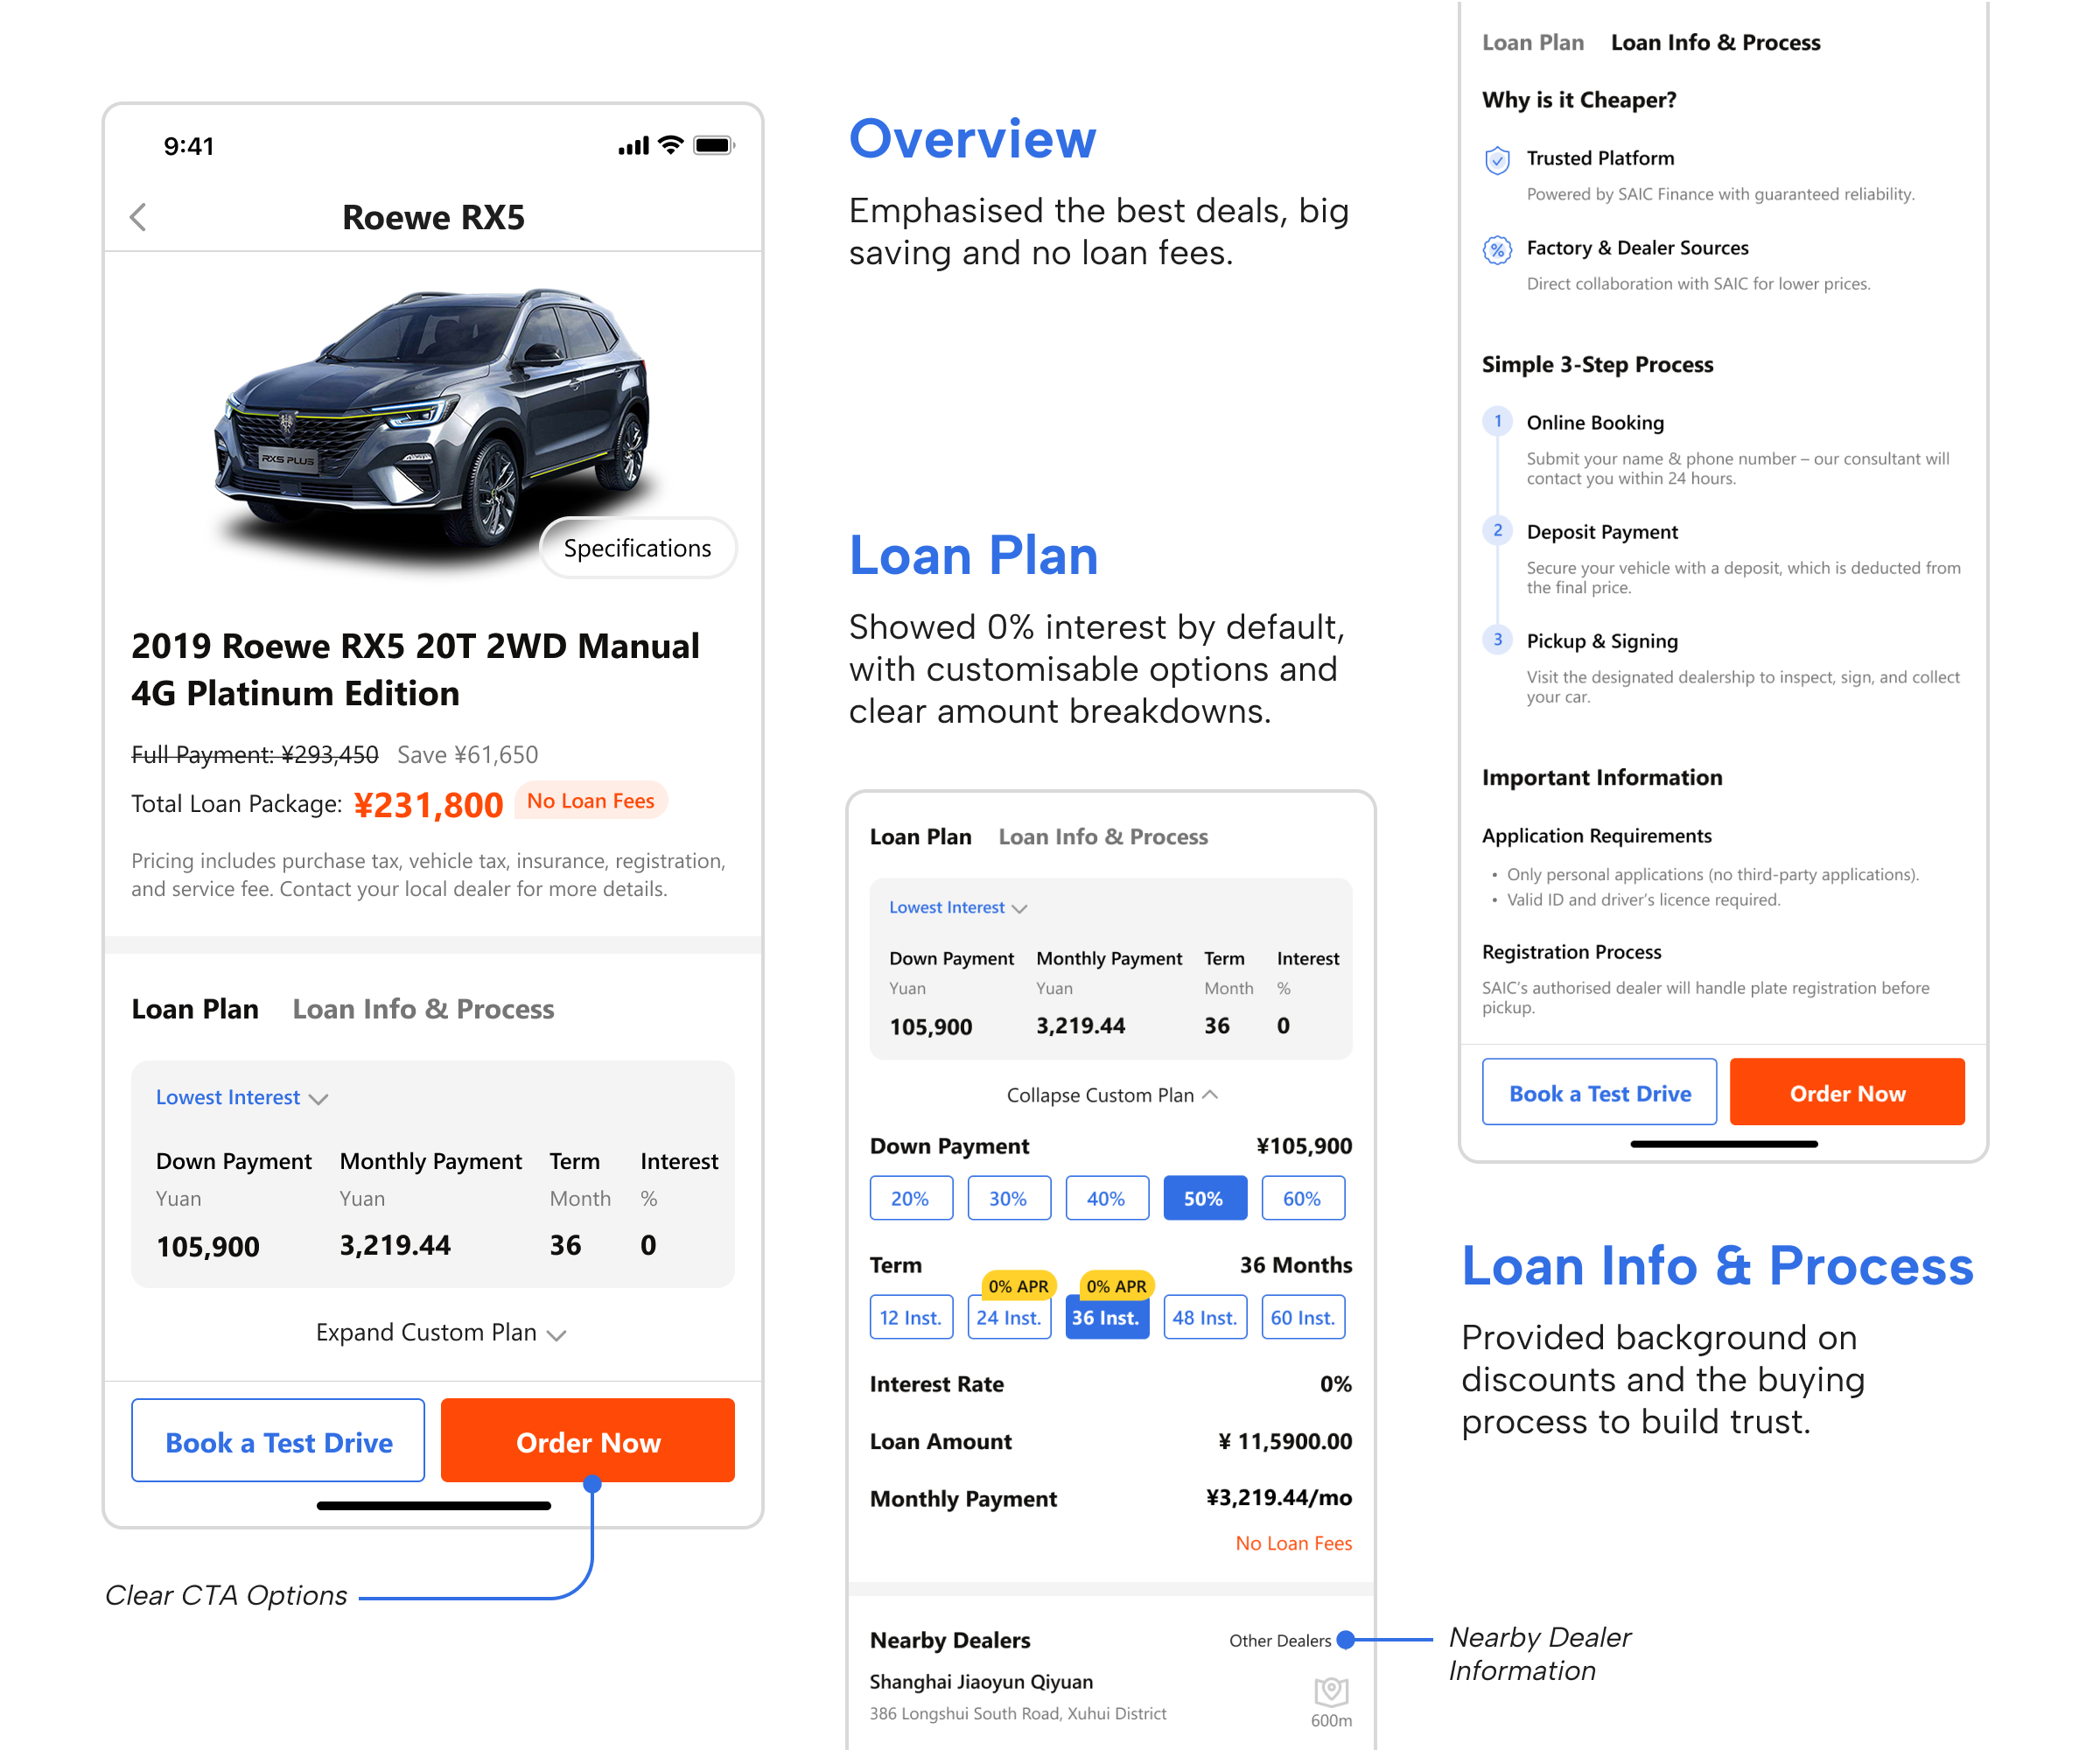 9:41
Roewe RX5
RX5 PLUS
Specifications
2019 Roewe RX5 20T 2WD Manual
4G Platinum Edition
Full Payment: ¥293,450 Save ¥61,650
Total Loan Package: ¥231,800 No Loan Fees
Pricing includes purchase tax, vehicle tax, insurance, registration,
and service fee. Contact your local dealer for more details.
Loan Plan Loan Info & Process
Lowest Interest
Down Payment Monthly Payment Term Interest
Yuan Yuan Month %
105,900 3,219.44 36 0
Expand Custom Plan
Book a Test Drive Order Now
Clear CTA Options
Overview
Emphasised the best deals, big
saving and no loan fees.
Loan Plan
Showed 0% interest by default,
with customisable options and
clear amount breakdowns.
Loan Plan Loan Info & Process
Lowest Interest
Down Payment Monthly Payment Term Interest
Yuan Yuan Month %
105,900 3,219.44 36 0
Collapse Custom Plan
Down Payment ¥105,900
20% 30% 40% 50% 60%
Term 36 Months
0% APR 0% APR
12 Inst. 24 Inst. 36 Inst. 48 Inst. 60 Inst.
Interest Rate 0%
Loan Amount ¥ 11,5900.00
Monthly Payment ¥3,219.44/mo
No Loan Fees
Nearby Dealers Other Dealers
Shanghai Jiaoyun Qiyuan
386 Longshui South Road, Xuhui District
600m
Nearby Dealer
Information
Loan Plan Loan Info & Process
Why is it Cheaper?
Trusted Platform
Powered by SAIC Finance with guaranteed reliability.
%
Factory & Dealer Sources
Direct collaboration with SAIC for lower prices.
Simple 3-Step Process
1 Online Booking
Submit your name & phone number – our consultant will
contact you within 24 hours.
2 Deposit Payment
Secure your vehicle with a deposit, which is deducted from
the final price.
3 Pickup & Signing
Visit the designated dealership to inspect, sign, and collect
your car.
Important Information
Application Requirements
• Only personal applications (no third-party applications).
• Valid ID and driver's licence required.
Registration Process
SAIC's authorised dealer will handle plate registration before
pickup.
Book a Test Drive Order Now
Loan Info & Process
Provided background on
discounts and the buying
process to build trust.